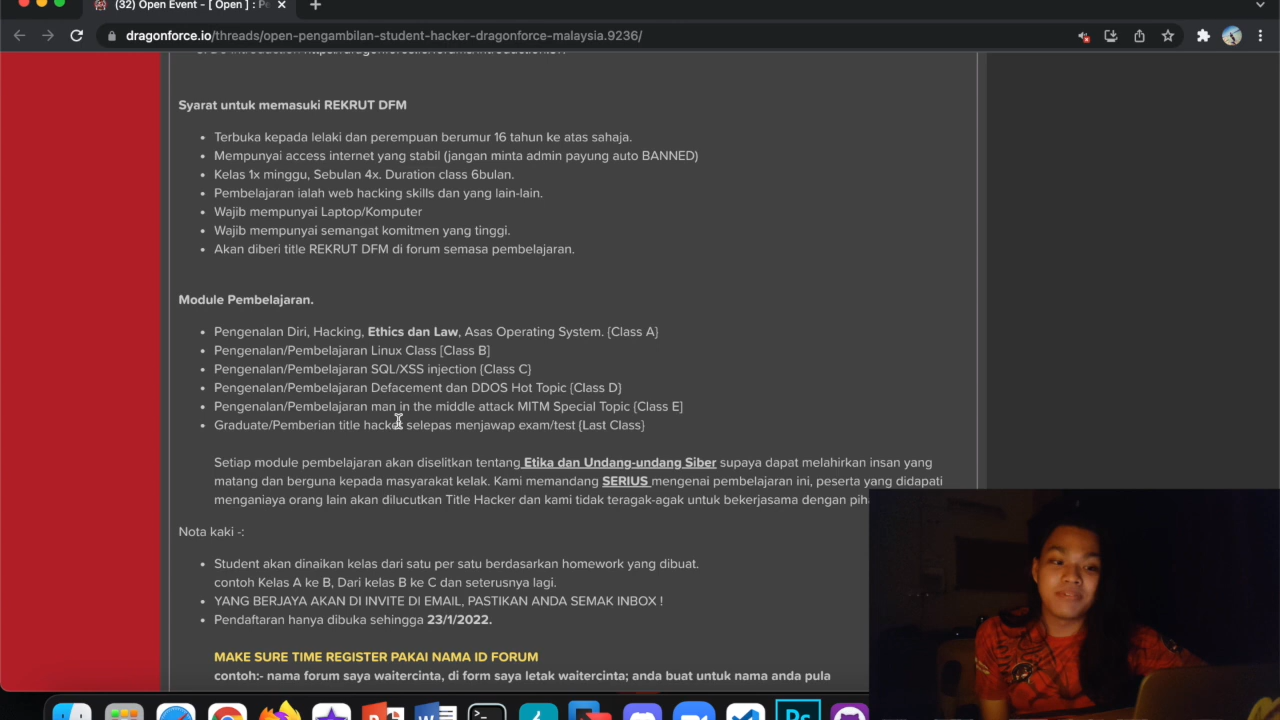 (32) Open Event - [ Open ] : Pe
dragonforce.io/threads/open-pengambilan-student-hacker-dragonforce-malaysia.9236/
Syarat untuk memasuki REKRUT DFM
• Terbuka kepada lelaki dan perempuan berumur 16 tahun ke atas sahaja.
• Mempunyai access internet yang stabil (jangan minta admin payung auto BANNED)
• Kelas 1x minggu, Sebulan 4x. Duration class 6bulan.
• Pembelajaran ialah web hacking skills dan yang lain-lain.
• Wajib mempunyai Laptop/Komputer
• Wajib mempunyai semangat komitmen yang tinggi.
• Akan diberi title REKRUT DFM di forum semasa pembelajaran.
Module Pembelajaran.
• Pengenalan Diri, Hacking, Ethics dan Law, Asas Operating System. {Class A}
• Pengenalan/Pembelajaran Linux Class [Class B]
• Pengenalan/Pembelajaran SQL/XSS injection {Class C}
• Pengenalan/Pembelajaran Defacement dan DDOS Hot Topic {Class D}
• Pengenalan/Pembelajaran man in the middle attack MITM Special Topic {Class E]
• Graduate/Pemberian title hacker selepas menjawap exam/test {Last Class}
Setiap module pembelajaran akan diselitkan tentang Etika dan Undang-undang Siber supaya dapat melahirkan insan yang
matang dan berguna kepada masyarakat kelak. Kami memandang SERIUS mengenai pembelajaran ini, peserta yang didapati
menganiaya orang lain akan dilucutkan Title Hacker dan kami tidak teragak-agak untuk bekerjasama dengan
Nota kaki -:
• Student akan dinaikan kelas dari satu per satu berdasarkan homework yang dibuat.
contoh Kelas A ke B, Dari kelas B ke C dan seterusnya lagi.
• YANG BERJAYA AKAN DI INVITE DI EMAIL, PASTIKAN ANDA SEMAK INBOX !
• Pendaftaran hanya dibuka sehingga 23/1/2022.
MAKE SURE TIME REGISTER PAKAI NAMA ID FORUM
contoh:- nama forum saya waitercinta, di form saya letak waitercinta; anda buat untuk nama anda pula